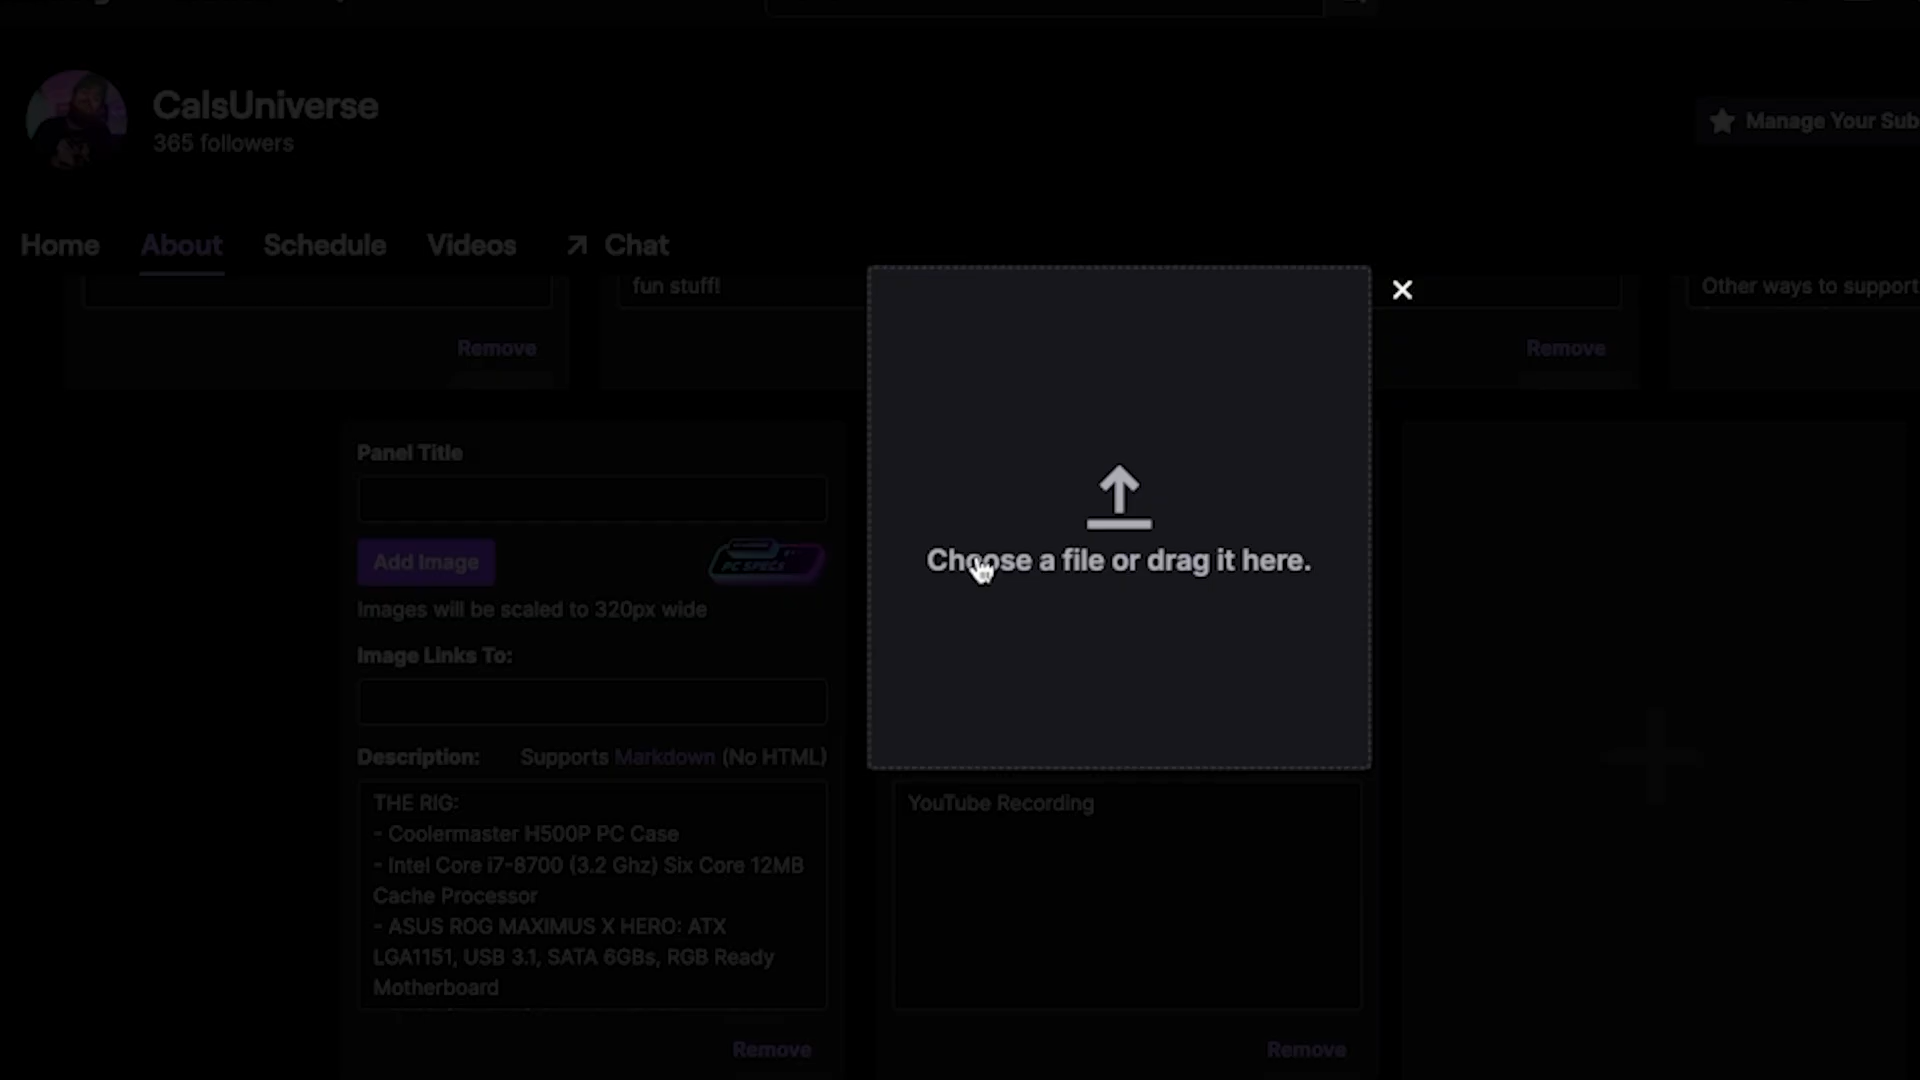 CalsUniverse
365 followers
Manage Your Sub
Home About Schedule Videos Chat
fun stuff!
Other ways to support
Remove
Remove
Panel Title
Add Image
PC SPECS
Images will be scaled to 320px wide
Image Links To:
Description: Supports Markdown (No HTML)
THE RIG:
- Coolermaster H500P PC Case
- Intel Core i7-8700 (3.2 Ghz) Six Core 12MB
Cache Processor
- ASUS ROG MAXIMUS X HERO: ATX
LGA1151, USB 3.1, SATA 6GBs, RGB Ready
Motherboard
Remove
Choose a file or drag it here.
YouTube Recording
Remove